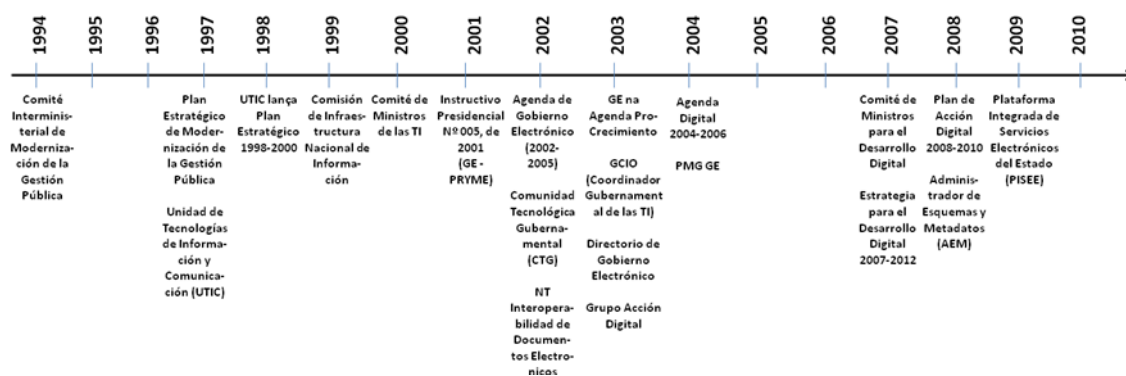 1994
1995
1996
1997
1998
1999
2000
2001
2002
2003
2004
2005
2006
2007
2008
2009
2010
Comité
Interminis-
terial de
Moderniza-
ción de la
Gestión
Pública
Plan
Estratégico
de Moder-
nización de
la Gestión
Pública
Unidad de
Tecnologías
de Informa-
ción y
Comunica-
ción (UTIC)
UTIC lança
Plan
Estratégico
1998-2000
Comisión
de Infraes-
tructura
Nacional de
Informa-
ción
Comité de
Ministros
de las TI
Instructivo
Presidencial
Nº 005, de
2001
(GE -
PRYME)
Agenda de
Gobierno
Electrónico
(2002-
2005)
Comunidad
Tecnológica
Guberna-
mental
(CTG)
NT
Interopera-
bilidad de
Documen-
tos Electro-
nicos
GE na
Agenda Pro-
Crecimiento
GCIO
(Coordinador
Gubernament-
al de las TI)
Directorio de
Gobierno
Electrónico
Grupo Acción
Digital
Agenda
Digital
2004-2006
PMG GE
Comité de
Ministros
para el
Desarrollo
Digital
Estrategia
para el
Desarrollo
Digital
2007-2012
Plan de
Acción
Digital
2008-2010
Adminis-
trador de
Esquemas y
Metadatos
(AEM)
Plataforma
Integrada de
Servicios
Electrónicos
del Estado
(PISEE)